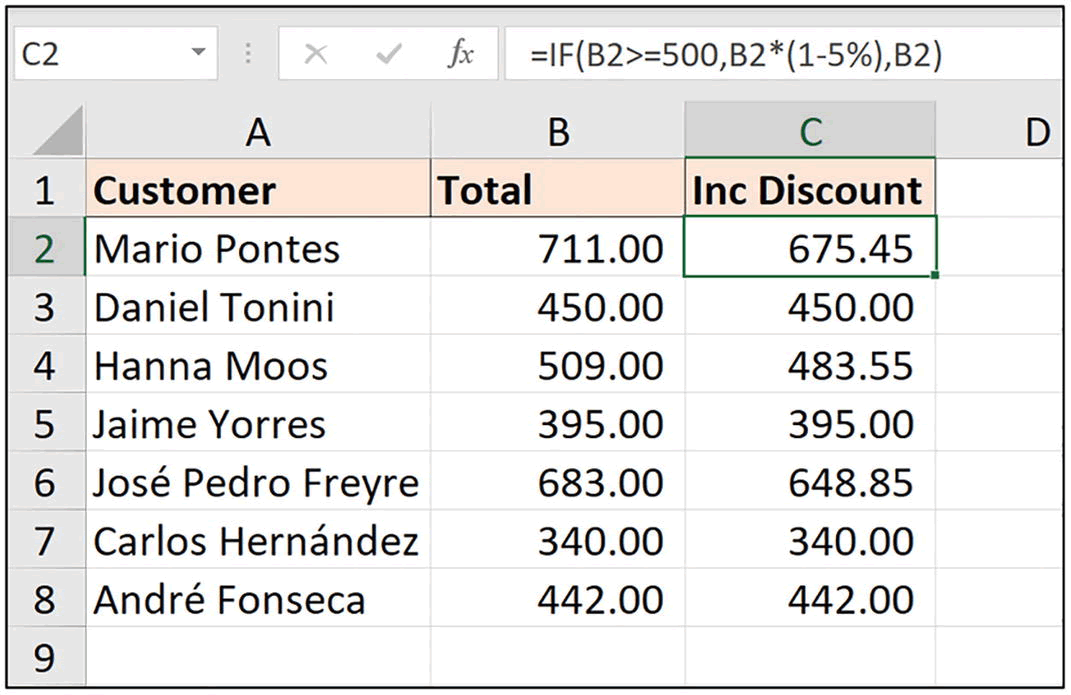 C2 fx =IF(B2>=500,B2*(1-5%),B2)
A B C D
1 Customer Total Inc Discount
2 Mario Pontes 711.00 675.45
3 Daniel Tonini 450.00 450.00
4 Hanna Moos 509.00 483.55
5 Jaime Yorres 395.00 395.00
6 José Pedro Freyre 683.00 648.85
7 Carlos Hernández 340.00 340.00
8 André Fonseca 442.00 442.00
9